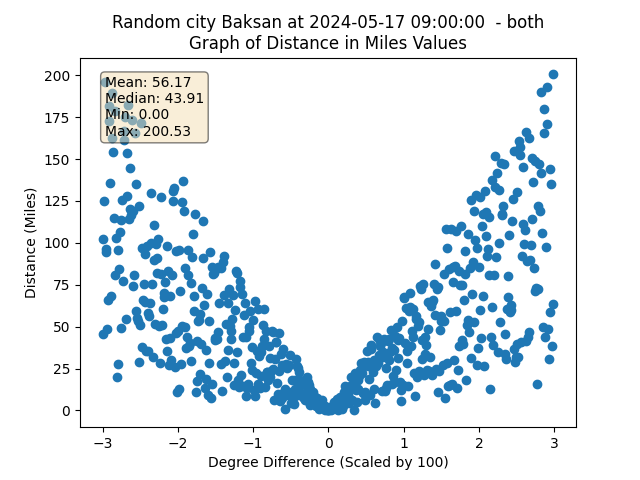 Random city Baksan at 2024-05-17 09:00:00  - both
Graph of Distance in Miles Values
Mean: 56.17
Median: 43.91
Min: 0.00
Max: 200.53
Distance (Miles)
200
175
150
125
100
75
50
25
0
−3
−2
−1
0
1
2
3
Degree Difference (Scaled by 100)